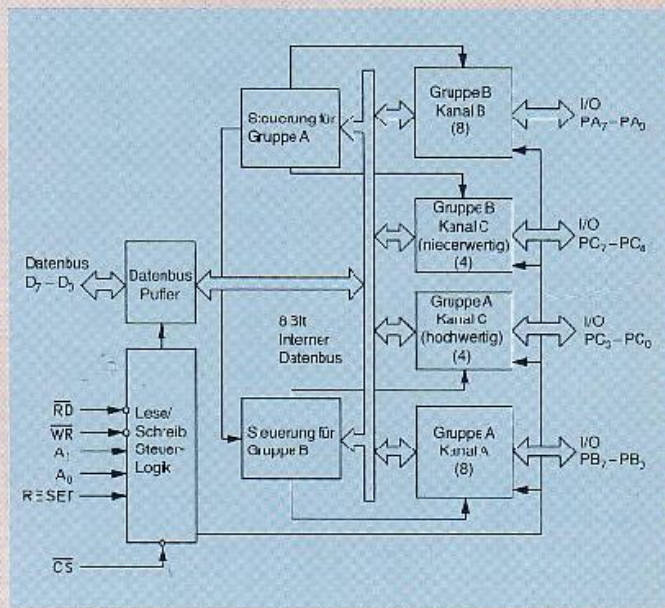 Steuerung für
Gruppe A
Gruppe B
Kanal B
(8)
I/O
PA7–PA0
Gruppe B
Kanal C
(niecerwertig)
(4)
I/O
PC7–PC4
Datenbus
D7–D0
Datenbus
Puffer
8 Bit
Interner
Datenbus
Gruppe A
Kanal C
(hochwertig)
(4)
I/O
PC3–PC0
RD
WR
A1
A0
RESET
CS
Lese/
Schreib
Steuer-
Logik
Steuerung für
Gruppe B
Gruppe A
Kanal A
(8)
I/O
PB7–PB0